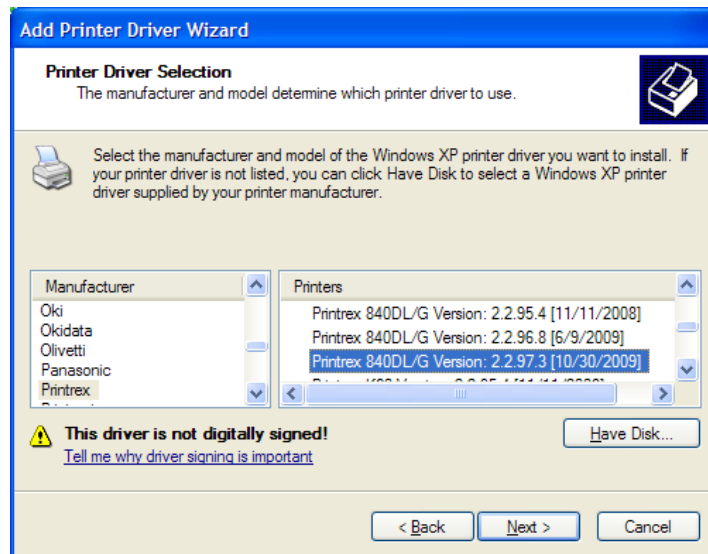 Add Printer Driver Wizard
Printer Driver Selection
The manufacturer and model determine which printer driver to use.
Select the manufacturer and model of the Windows XP printer driver you want to install. If
your printer driver is not listed, you can click Have Disk to select a Windows XP printer
driver supplied by your printer manufacturer.
Manufacturer
Oki
Okidata
Olivetti
Panasonic
Printrex
Printers
Printrex 840DL/G Version: 2.2.95.4 [11/11/2008]
Printrex 840DL/G Version: 2.2.96.8 [6/9/2009]
Printrex 840DL/G Version: 2.2.97.3 [10/30/2009]
This driver is not digitally signed!
Tell me why driver signing is important
Have Disk...
< Back
Next >
Cancel